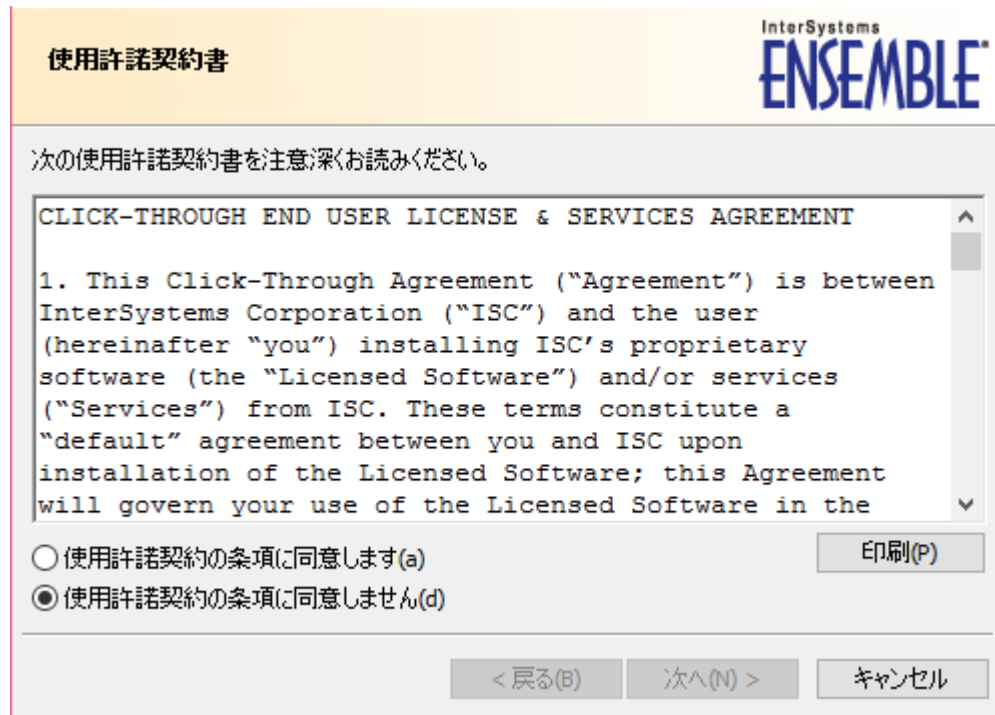 使用許諾契約書
InterSystems
ENSEMBLE™
次の使用許諾契約書を注意深くお読みください。
CLICK-THROUGH END USER LICENSE & SERVICES AGREEMENT
1. This Click-Through Agreement (“Agreement”) is between
InterSystems Corporation (“ISC”) and the user
(hereinafter “you”) installing ISC’s proprietary
software (the “Licensed Software”) and/or services
(“Services”) from ISC. These terms constitute a
“default” agreement between you and ISC upon
installation of the Licensed Software; this Agreement
will govern your use of the Licensed Software in the
使用許諾契約の条項に同意します(a)
印刷(P)
使用許諾契約の条項に同意しません(d)
< 戻る(B)
次へ(N) >
キャンセル